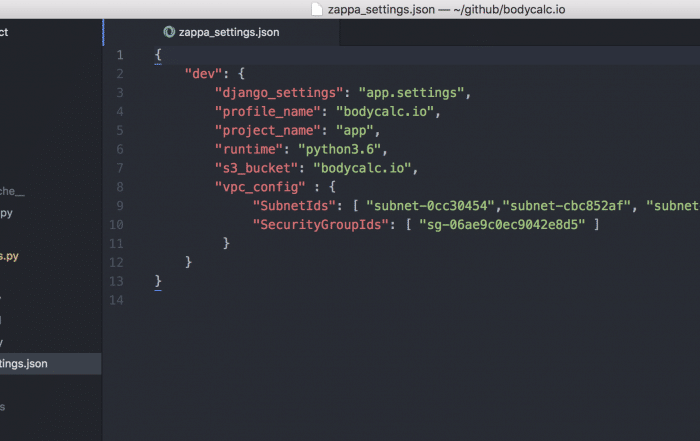 zappa_settings.json — ~/github/bodycalc.io
ct
zappa_settings.json
1 {
2 "dev": {
3 "django_settings": "app.settings",
4 "profile_name": "bodycalc.io",
5 "project_name": "app",
6 "runtime": "python3.6",
7 "s3_bucket": "bodycalc.io",
8 "vpc_config" : {
che__
py
9 "SubnetIds": [ "subnet-0cc30454","subnet-cbc852af", "subnet
10 "SecurityGroupIds": [ "sg-06ae9c0ec9042e8d5" ]
11 }
s.py
12 }
13 }
14
tings.json
s